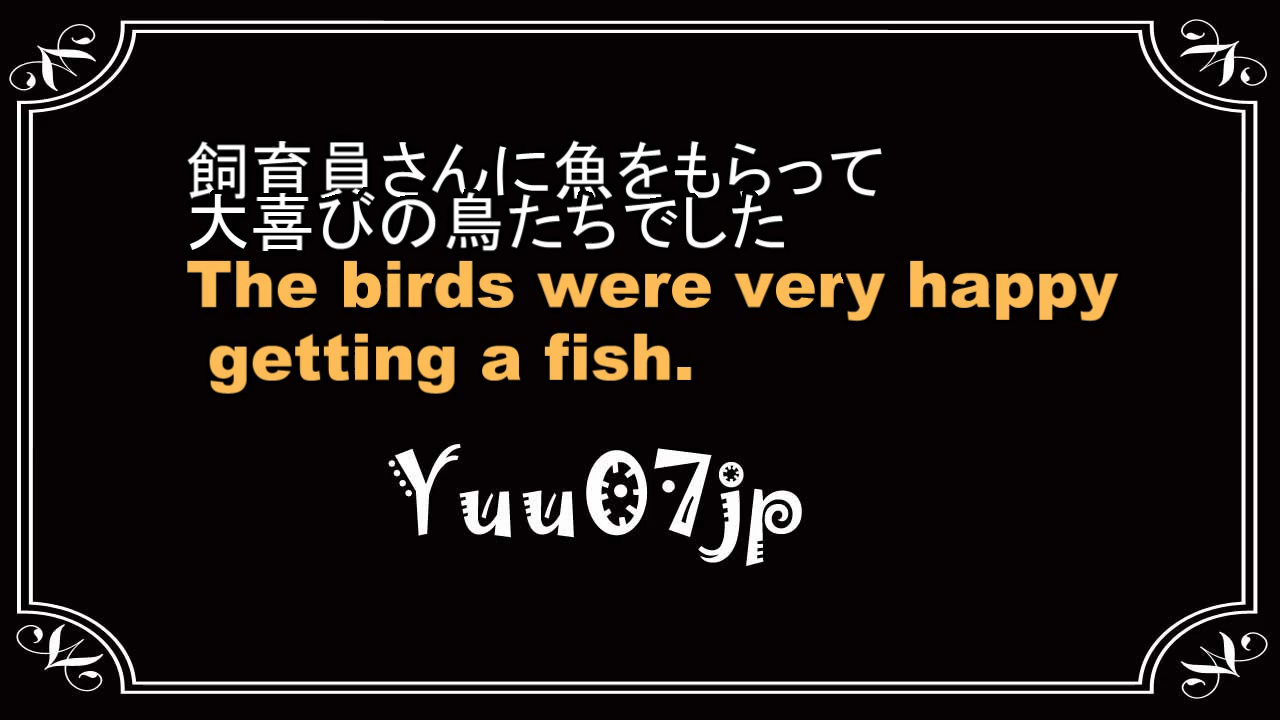 飼育員さんに魚をもらって
大喜びの鳥たちでした
The birds were very happy
getting a fish.
Yuu07jp